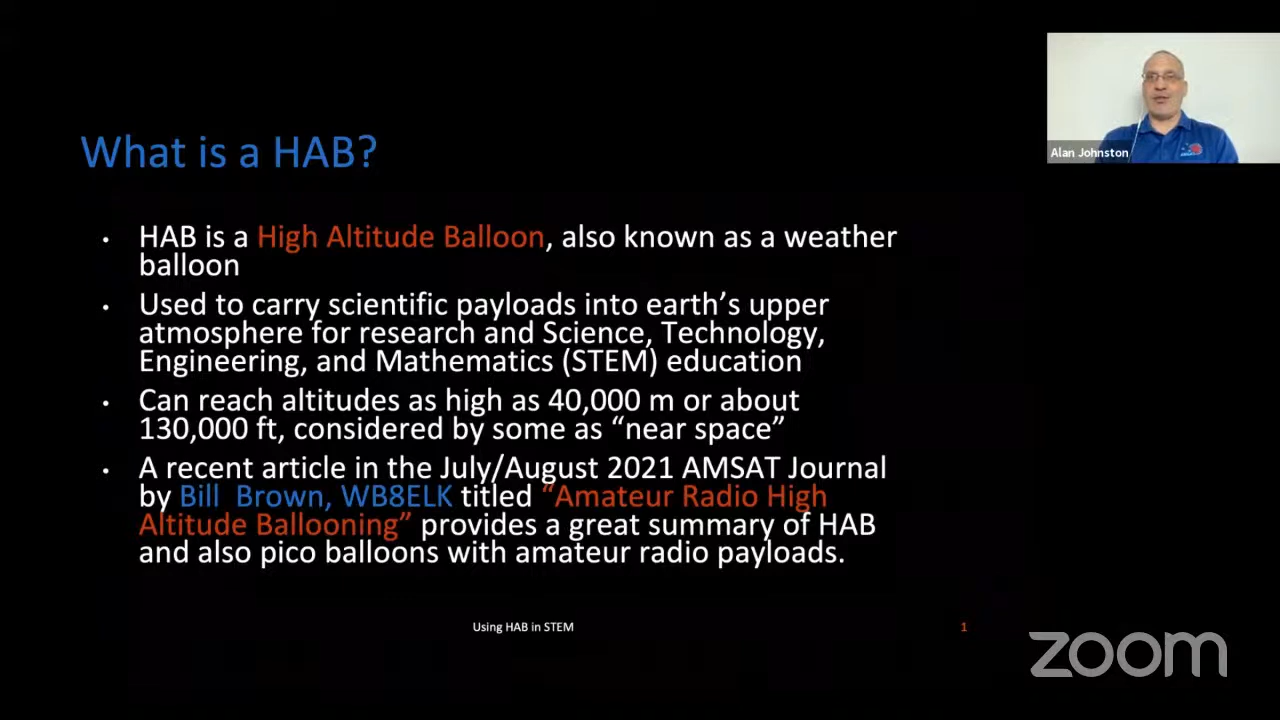 What is a HAB?
• HAB is a High Altitude Balloon, also known as a weather
balloon
• Used to carry scientific payloads into earth’s upper
atmosphere for research and Science, Technology,
Engineering, and Mathematics (STEM) education
• Can reach altitudes as high as 40,000 m or about
130,000 ft, considered by some as “near space”
• A recent article in the July/August 2021 AMSAT Journal
by Bill  Brown, WB8ELK titled “Amateur Radio High
Altitude Ballooning” provides a great summary of HAB
and also pico balloons with amateur radio payloads.
Using HAB in STEM
1
Alan Johnston
zoom